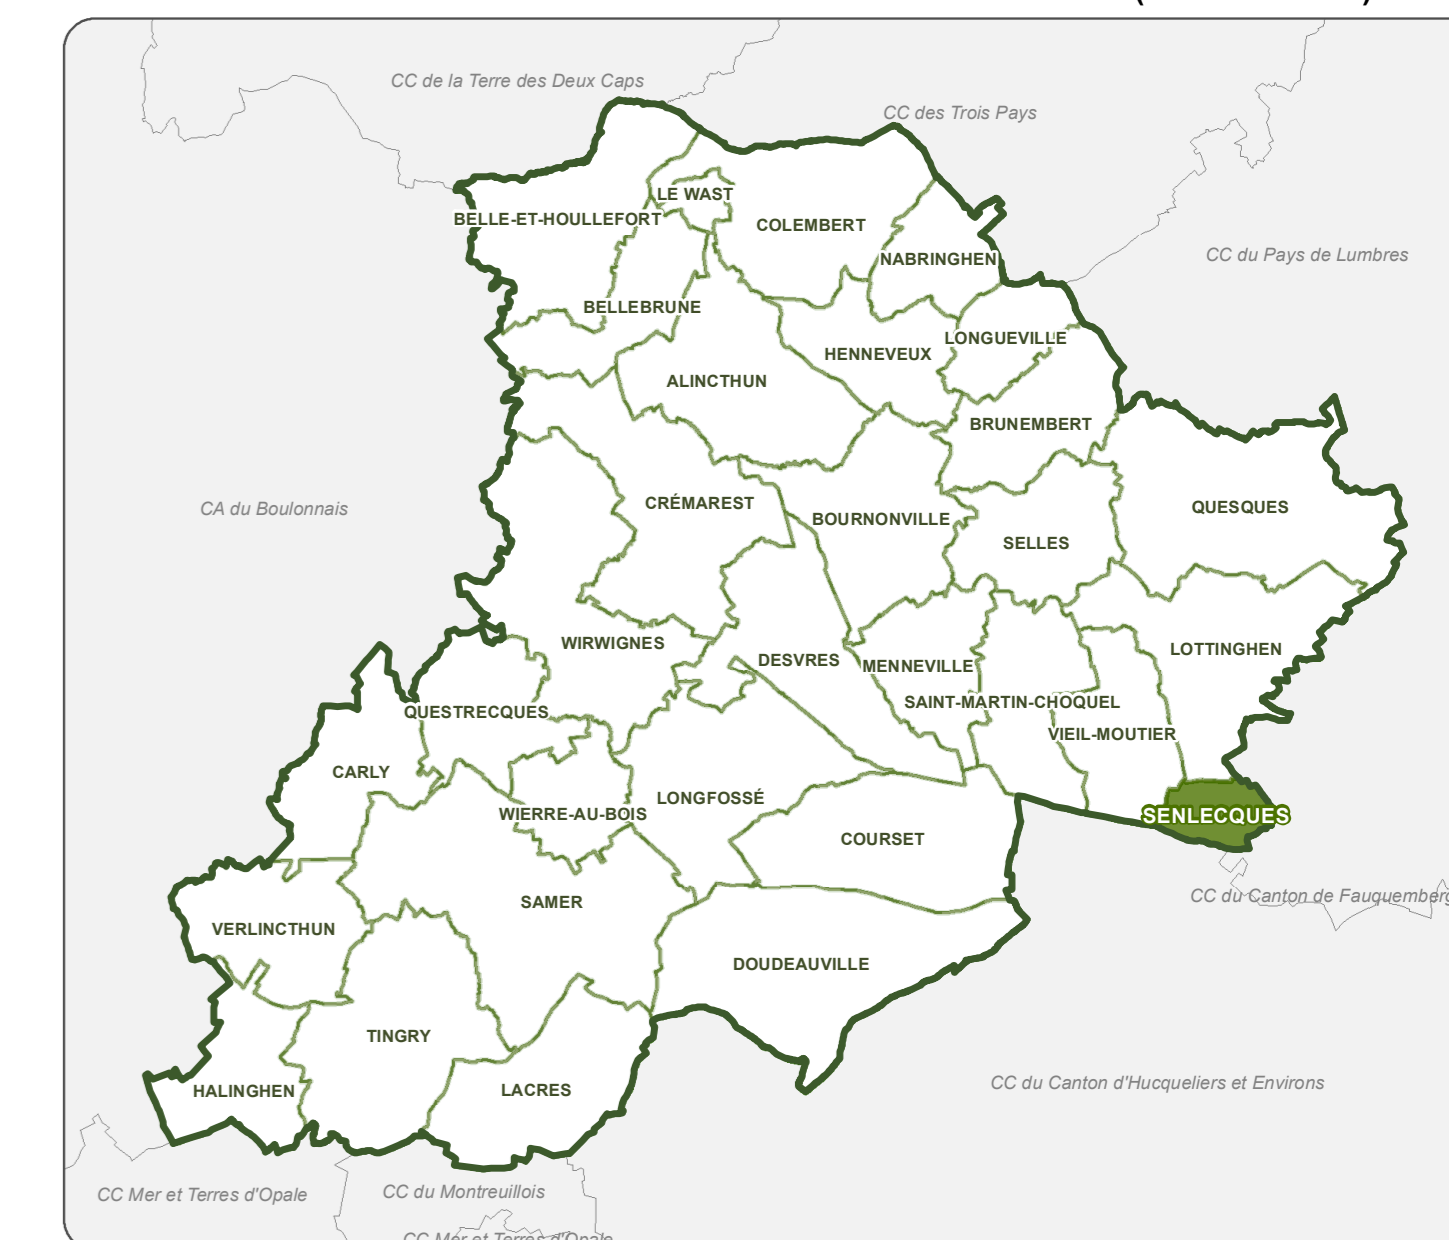 CC de la Terre des Deux Caps
CC des Trois Pays
LE WAST
BELLE-ET-HOULLEFORT
COLEMBERT
CC du Pays de Lumbres
NABRINGHEN
BELLEBRUNE
LONGUEVILLE
HENNEVEUX
ALINCTHUN
BRUNEMBERT
CRÉMAREST
CA du Boulonnais
QUESQUES
BOURNONVILLE
SELLES
WIRWIGNES
LOTTINGHEN
DESVRES
MENNEVILLE
SAINT-MARTIN-CHOQUEL
QUESTRECQUES
VIEIL-MOUTIER
CARLY
LONGFOSSÉ
WIERRE-AU-BOIS
SENLECQUES
COURSET
CC du Canton de Fauquemberg
SAMER
VERLINCTHUN
DOUDEAUVILLE
TINGRY
CC du Canton d'Hucqueliers et Environs
HALINGHEN
LACRES
CC du Montreuillois
CC Mer et Terres d'Opale
CC Mer et Terres d'Opale